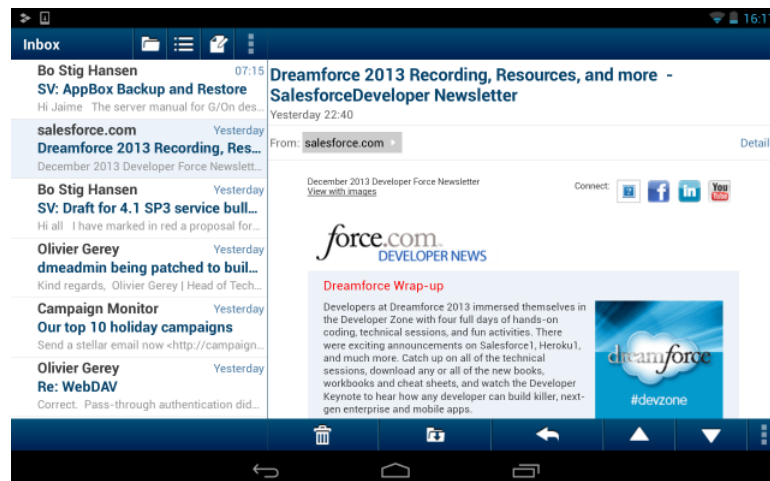 16:1
Inbox
Bo Stig Hansen 07:15
SV: AppBox Backup and Restore
Hi Jaime The server manual for G/On des...
salesforce.com Yesterday
Dreamforce 2013 Recording, Res...
December 2013 Developer Force Newslett...
Bo Stig Hansen Yesterday
SV: Draft for 4.1 SP3 service bull...
Hi all I have marked in red a proposal for...
Olivier Gerey Yesterday
dmeadmin being patched to buil...
Kind regards, Olivier Gerey | Head of Tech...
Campaign Monitor Yesterday
Our top 10 holiday campaigns
Send a stellar email now <http://campaign...
Olivier Gerey Yesterday
Re: WebDAV
Correct. Pass-through authentication did...
Dreamforce 2013 Recording, Resources, and more -
SalesforceDeveloper Newsletter
Yesterday 22:40
From: salesforce.com Detail
December 2013 Developer Force Newsletter
View with images
Connect:
f
in
You
Tube
force.com
DEVELOPER NEWS
Dreamforce Wrap-up
Developers at Dreamforce 2013 immersed themselves in
the Developer Zone with four full days of hands-on
coding, technical sessions, and fun activities. There
were exciting announcements on Salesforce1, Heroku1,
and much more. Catch up on all of the technical
sessions, download any or all of the new books,
workbooks and cheat sheets, and watch the Developer
Keynote to hear how any developer can build killer, next-
gen enterprise and mobile apps.
dreamforce
#devzone